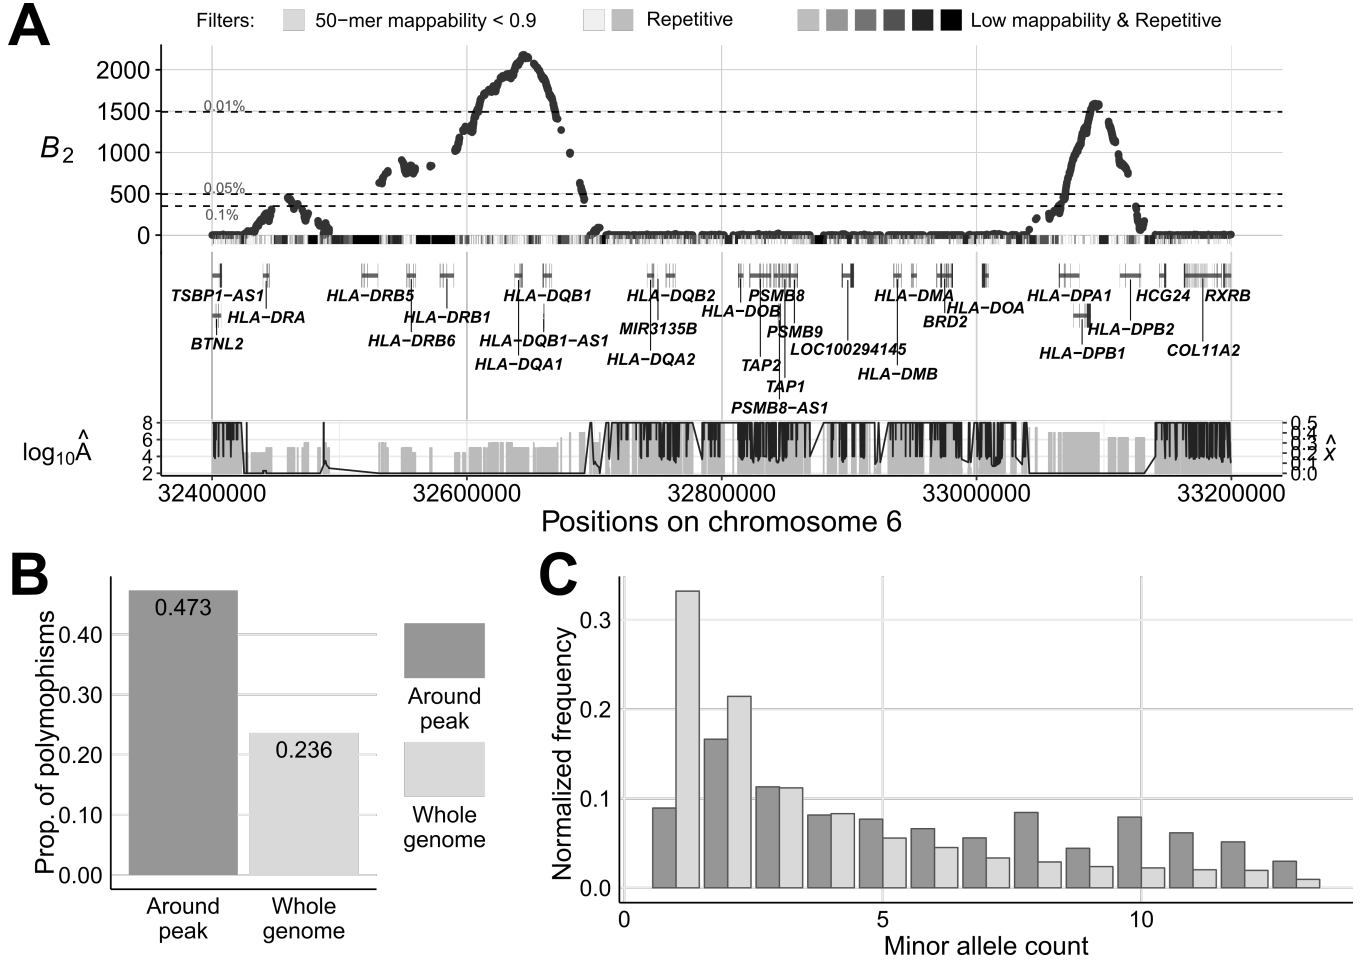 A
Filters: 50−mer mappability < 0.9 Repetitive Low mappability & Repetitive
2000
0.01%
1500
B2
1000
0.05%
500
0.1%
0
TSBP1−AS1 HLA−DRB5 HLA−DQB1 HLA−DQB2 PSMB8 HLA−DMA HLA−DPA1 HCG24 RXRB
HLA−DRA HLA−DRB1 HLA−DOB HLA−DOA
MIR3135B PSMB9 BRD2 HLA−DPB2
BTNL2 HLA−DRB6 HLA−DQB1−AS1 LOC100294145 HLA−DPB1 COL11A2
HLA−DQA1 HLA−DQA2 TAP2 HLA−DMB
TAP1
PSMB8−AS1
8 0.5
6 0.4
0.3
log10Â 4 0.2 x̂
0.1
2 0.0
32400000 32600000 32800000 33000000 33200000
Positions on chromosome 6
B
Prop. of polymophisms
0.40
0.30
0.20
0.10
0.00
0.473
0.236
Around
peak
Whole
genome
Around
peak
Whole
genome
C
Normalized frequency
0.3
0.2
0.1
0.0
0 5 10
Minor allele count